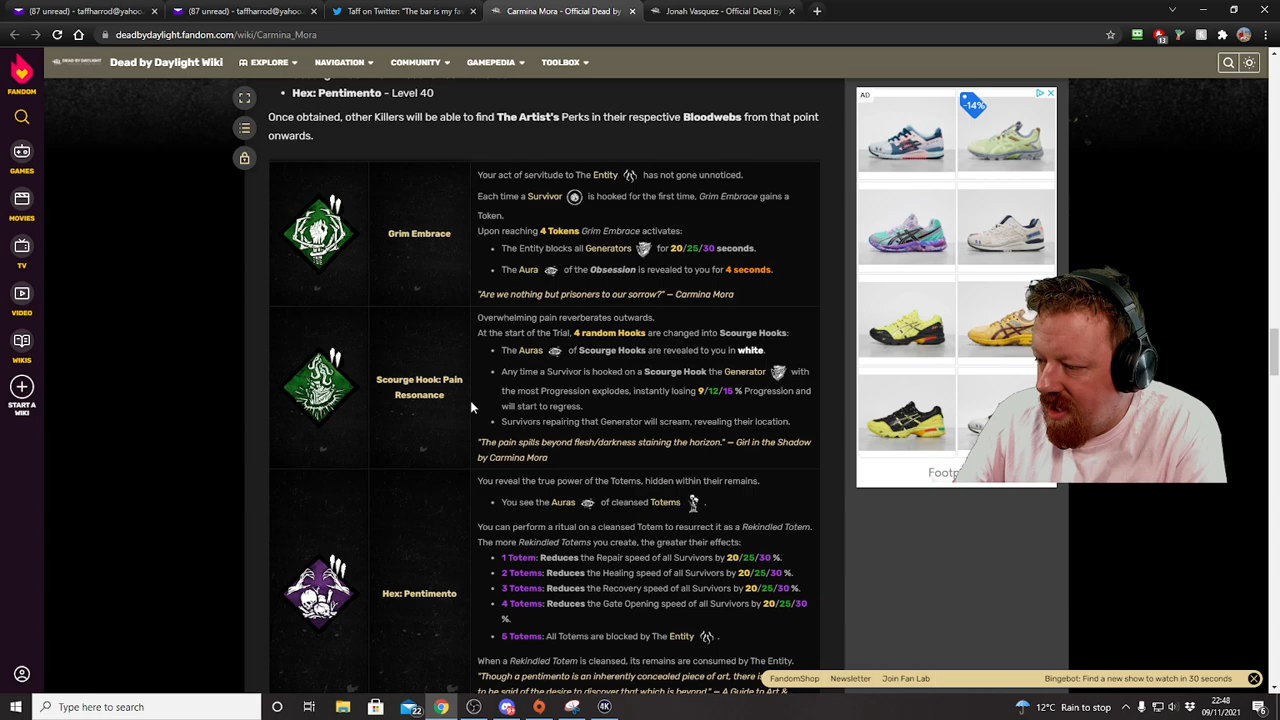 (87 unread) - taffharrod@yahoo.
(87 unread) - taffharrod@yahoo.
Taff on Twitter: "The bar is my fa
Carmina Mora - Official Dead by
Jonah Vasquez - Official Dead by
deadbydaylight.fandom.com/wiki/Carmina_Mora
13
FANDOM
DEAD BY DAYLIGHT
Dead by Daylight Wiki
EXPLORE
NAVIGATION
COMMUNITY
GAMEPEDIA
TOOLBOX
GAMES
MOVIES
TV
VIDEO
WIKIS
START A
WIKI
• Hex: Pentimento - Level 40
Once obtained, other Killers will be able to find The Artist's Perks in their respective Bloodwebs from that point
onwards.
Grim Embrace
Your act of servitude to The Entity has not gone unnoticed.
Each time a Survivor is hooked for the first time, Grim Embrace gains a
Token.
Upon reaching 4 Tokens Grim Embrace activates:
• The Entity blocks all Generators for 20/25/30 seconds.
• The Aura of the Obsession is revealed to you for 4 seconds.
"Are we nothing but prisoners to our sorrow?" — Carmina Mora
Scourge Hook: Pain
Resonance
Overwhelming pain reverberates outwards.
At the start of the Trial, 4 random Hooks are changed into Scourge Hooks:
• The Auras of Scourge Hooks are revealed to you in white.
• Any time a Survivor is hooked on a Scourge Hook the Generator with
the most Progression explodes, instantly losing 9/12/15 % Progression and
will start to regress.
• Survivors repairing that Generator will scream, revealing their location.
"The pain spills beyond flesh/darkness staining the horizon." — Girl in the Shadow
by Carmina Mora
Hex: Pentimento
You reveal the true power of the Totems, hidden within their remains.
• You see the Auras of cleansed Totems .
You can perform a ritual on a cleansed Totem to resurrect it as a Rekindled Totem.
The more Rekindled Totems you create, the greater their effects:
• 1 Totem: Reduces the Repair speed of all Survivors by 20/25/30 %.
• 2 Totems: Reduces the Healing speed of all Survivors by 20/25/30 %.
• 3 Totems: Reduces the Recovery speed of all Survivors by 20/25/30 %.
• 4 Totems: Reduces the Gate Opening speed of all Survivors by 20/25/30
%.
• 5 Totems: All Totems are blocked by The Entity .
When a Rekindled Totem is cleansed, its remains are consumed by The Entity.
"Though a pentimento is an inherently concealed piece of art, there is
to be said of the desire to discover that which is beyond." — A Guide to Art &
AD
-14%
FandomShop
Newsletter
Join Fan Lab
Bingebot: Find a new show to watch in 30 seconds
Type here to search
22
4K
12°C Rain to stop
22:48
09/11/2021